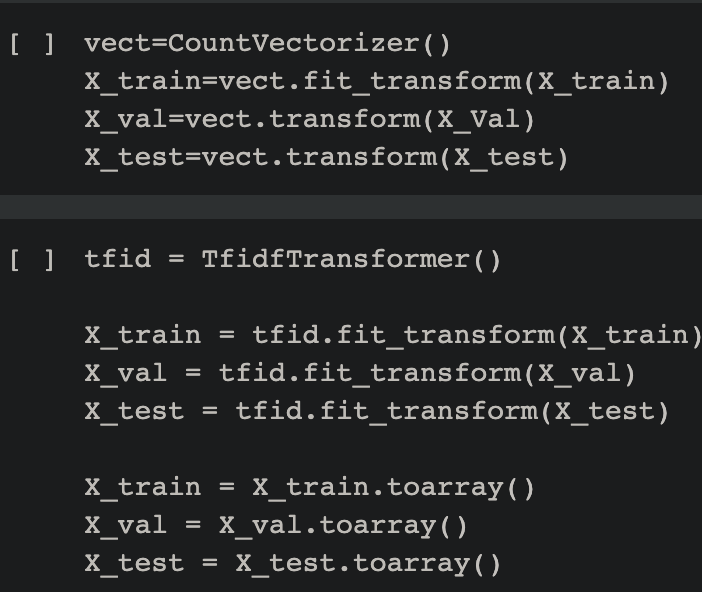 [ ] vect=CountVectorizer()
X_train=vect.fit_transform(X_train)
X_val=vect.transform(X_Val)
X_test=vect.transform(X_test)
[ ] tfid = TfidfTransformer()
X_train = tfid.fit_transform(X_train)
X_val = tfid.fit_transform(X_val)
X_test = tfid.fit_transform(X_test)
X_train = X_train.toarray()
X_val = X_val.toarray()
X_test = X_test.toarray()